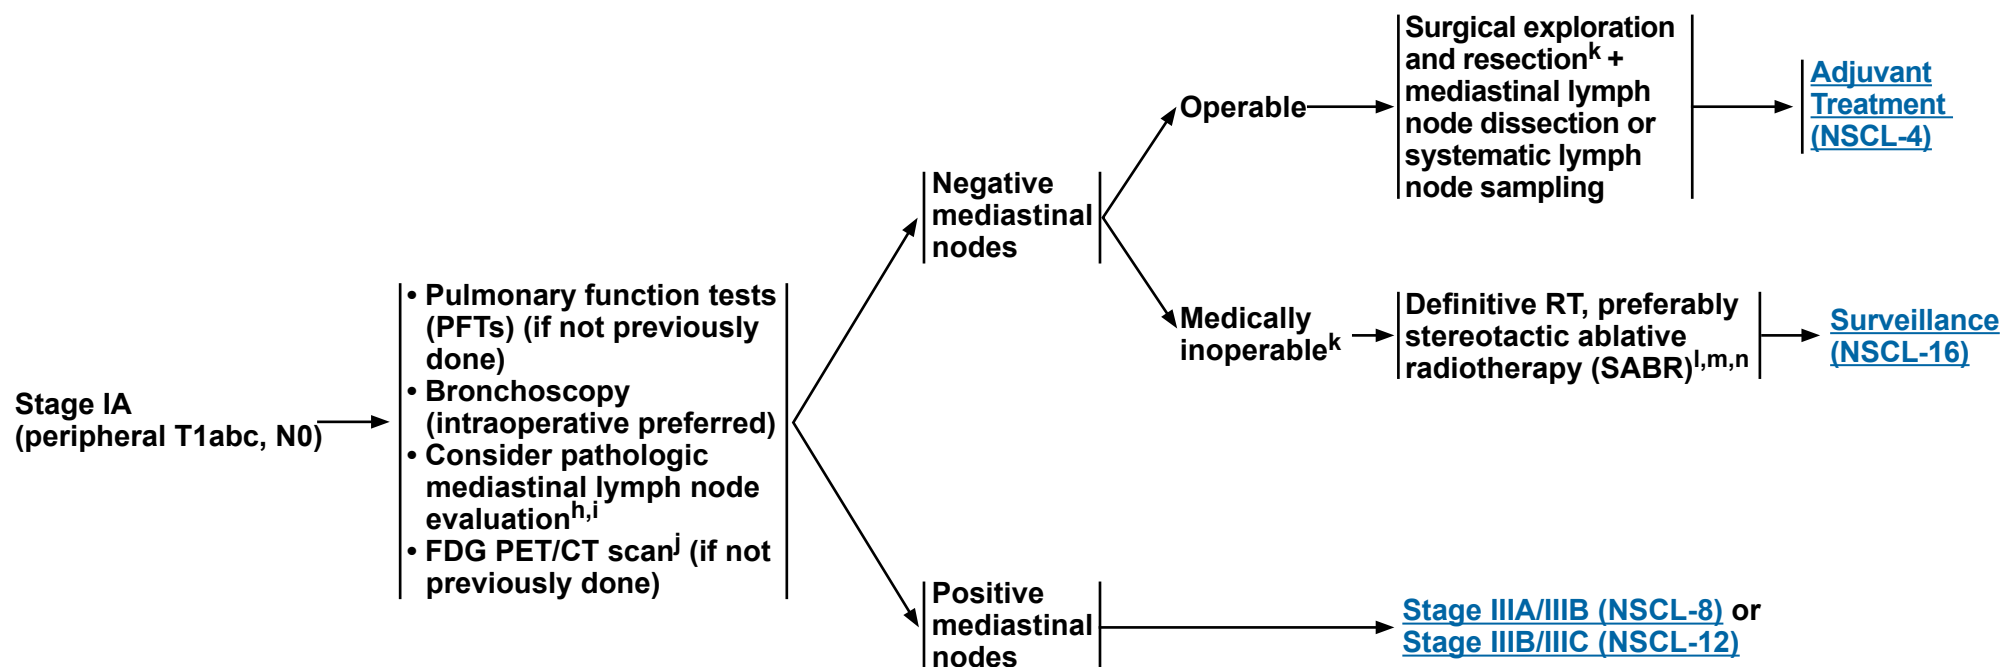 Stage IA
(peripheral T1abc, N0)
• Pulmonary function tests
(PFTs) (if not previously
done)
• Bronchoscopy
(intraoperative preferred)
• Consider pathologic
mediastinal lymph node
evaluationh,i
• FDG PET/CT scanj (if not
previously done)
Negative
mediastinal
nodes
Operable
Surgical exploration
and resectionk +
mediastinal lymph
node dissection or
systematic lymph
node sampling
Adjuvant
Treatment
(NSCL-4)
Medically
inoperablek
Definitive RT, preferably
stereotactic ablative
radiotherapy (SABR)l,m,n
Surveillance
(NSCL-16)
Positive
mediastinal
nodes
Stage IIIA/IIIB (NSCL-8) or
Stage IIIB/IIIC (NSCL-12)